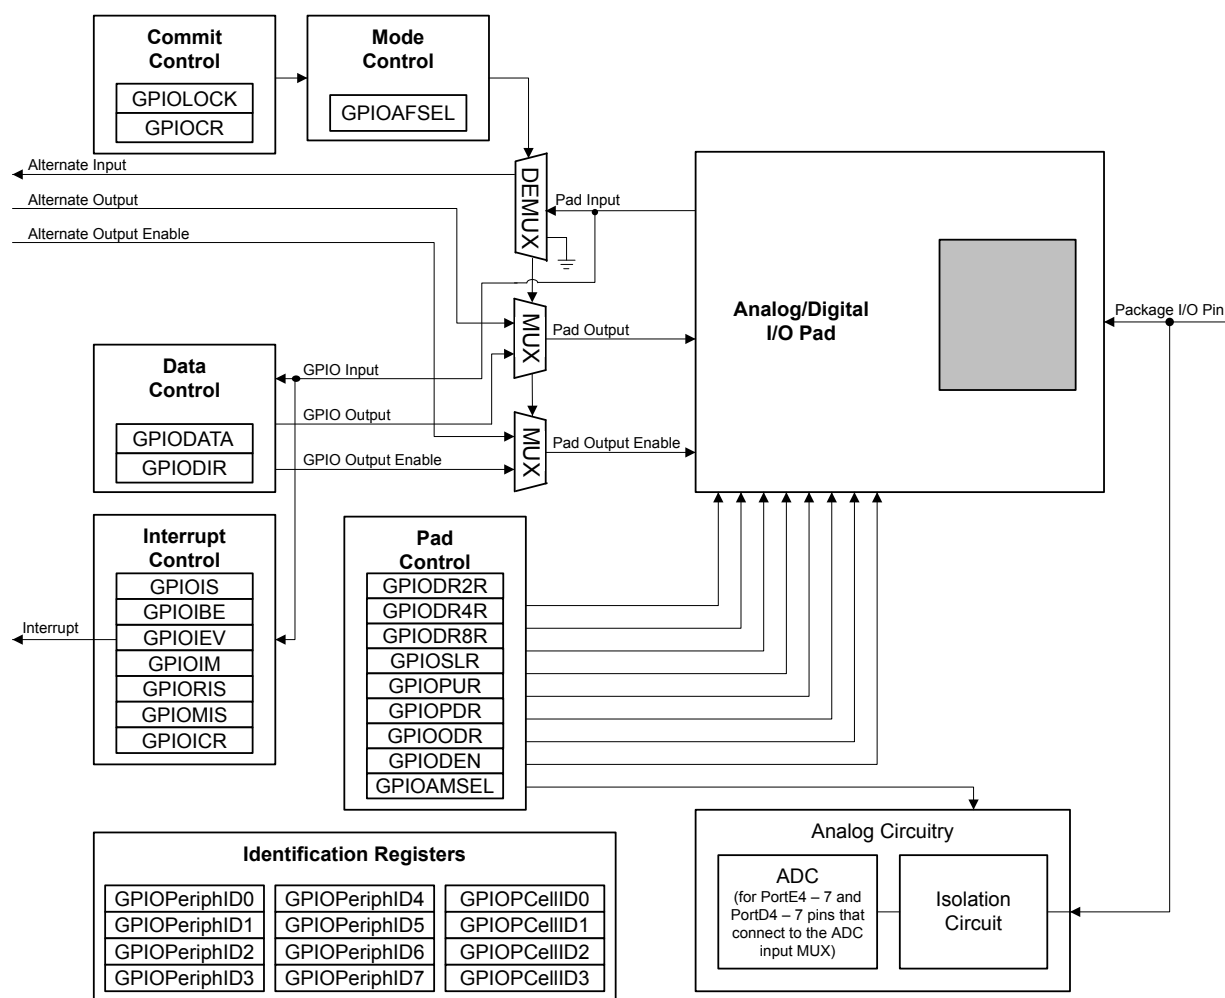 Commit
Control
GPIOLOCK
GPIOCR
Mode
Control
GPIOAFSEL
Alternate Input
Alternate Output
Alternate Output Enable
DEMUX
Pad Input
MUX
Pad Output
MUX
Pad Output Enable
Analog/Digital
I/O Pad
Package I/O Pin
Data
Control
GPIODATA
GPIODIR
GPIO Input
GPIO Output
GPIO Output Enable
Interrupt
Control
GPIOIS
GPIOIBE
GPIOIEV
GPIOIM
GPIORIS
GPIOMIS
GPIOICR
Interrupt
Pad
Control
GPIODR2R
GPIODR4R
GPIODR8R
GPIOSLR
GPIOPUR
GPIOPDR
GPIOODR
GPIODEN
GPIOAMSEL
Analog Circuitry
ADC
(for PortE4 – 7 and
PortD4 – 7 pins that
connect to the ADC
input MUX)
Isolation
Circuit
Identification Registers
GPIOPeriphID0
GPIOPeriphID1
GPIOPeriphID2
GPIOPeriphID3
GPIOPeriphID4
GPIOPeriphID5
GPIOPeriphID6
GPIOPeriphID7
GPIOPCellID0
GPIOPCellID1
GPIOPCellID2
GPIOPCellID3